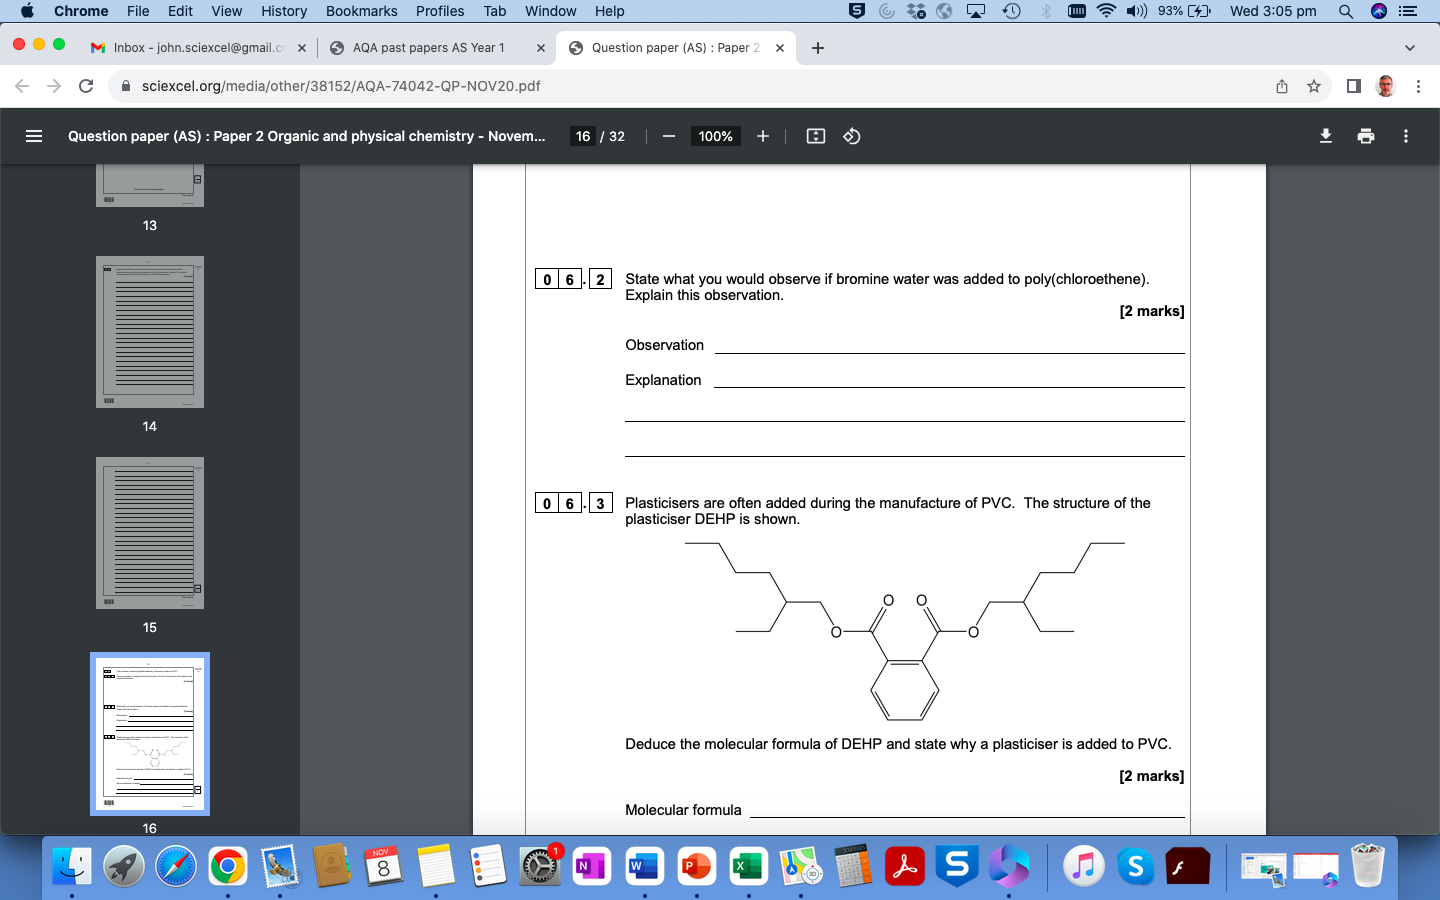 Chrome File Edit View History Bookmarks Profiles Tab Window Help 93% Wed 3:05 pm
Inbox - john.sciexcel@gmail.c AQA past papers AS Year 1 Question paper (AS) : Paper 2
sciexcel.org/media/other/38152/AQA-74042-QP-NOV20.pdf
Question paper (AS) : Paper 2 Organic and physical chemistry - Novem... 16 / 32 100%
13
14
15
16
0 6 . 2 State what you would observe if bromine water was added to poly(chloroethene).
Explain this observation.
[2 marks]
Observation
Explanation
0 6 . 3 Plasticisers are often added during the manufacture of PVC. The structure of the
plasticiser DEHP is shown.
O O
O O
Deduce the molecular formula of DEHP and state why a plasticiser is added to PVC.
[2 marks]
Molecular formula
NOV
8
1